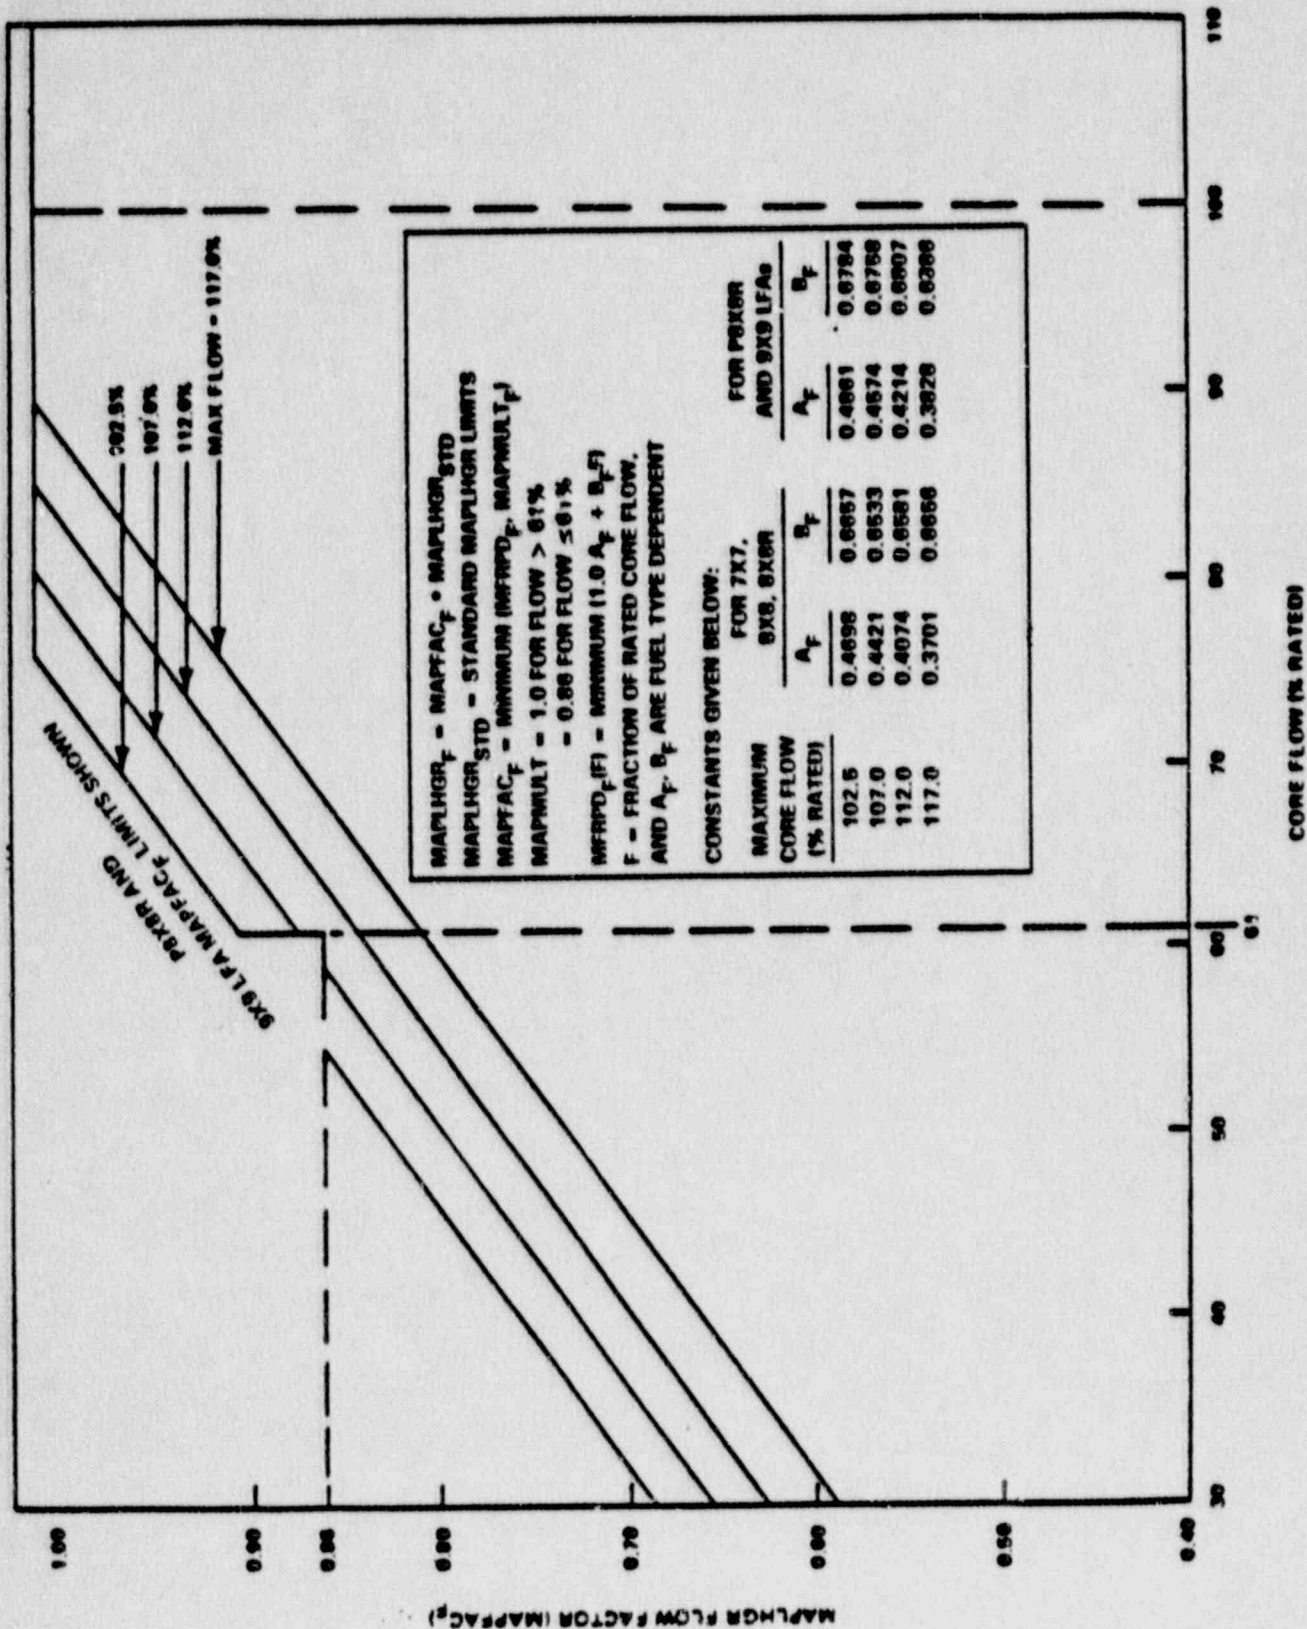 MAPLHGR FLOW FACTOR (MAPFAC_F)
1.00
0.90
0.86
0.80
0.70
0.60
0.50
0.40
P8X8R AND
9X9 LFA MAPFAC_F LIMITS SHOWN
102.5%
107.0%
112.0%
MAX FLOW = 117.0%
MAPLHGR_F = MAPFAC_F * MAPLHGR_STD
MAPLHGR_STD = STANDARD MAPLHGR LIMITS
MAPFAC_F = MINIMUM (MFRPD_F, MAPMULT_F)
MAPMULT = 1.0 FOR FLOW > 61%
= 0.86 FOR FLOW ≤ 61%
MFRPD_F(F) = MINIMUM (1.0 A_F + B_F F)
F = FRACTION OF RATED CORE FLOW,
AND A_F, B_F ARE FUEL TYPE DEPENDENT
CONSTANTS GIVEN BELOW:
FOR 7X7, FOR P8X8R
MAXIMUM 8X8, 8X8R AND 9X9 LFAs
CORE FLOW
(% RATED) A_F B_F A_F B_F
102.5 0.4698 0.6657 0.4861 0.6784
107.0 0.4421 0.6533 0.4574 0.6758
112.0 0.4074 0.6581 0.4214 0.6807
117.0 0.3701 0.6658 0.3828 0.6886
30 40 50 60 70 80 90 100 110
61
CORE FLOW (% RATED)